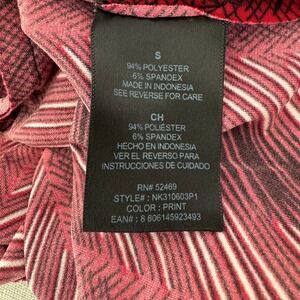 S
94% POLYESTER
6% SPANDEX
MADE IN INDONESIA
SEE REVERSE FOR CARE
CH
94% POLIÉSTER
6% SPANDEX
HECHO EN INDONESIA
VER EL REVERSO PARA
INSTRUCCIONES DE CUIDADO
RN# 52469
STYLE# : NK310603P1
COLOR : PRINT
EAN# : 8 806145923493